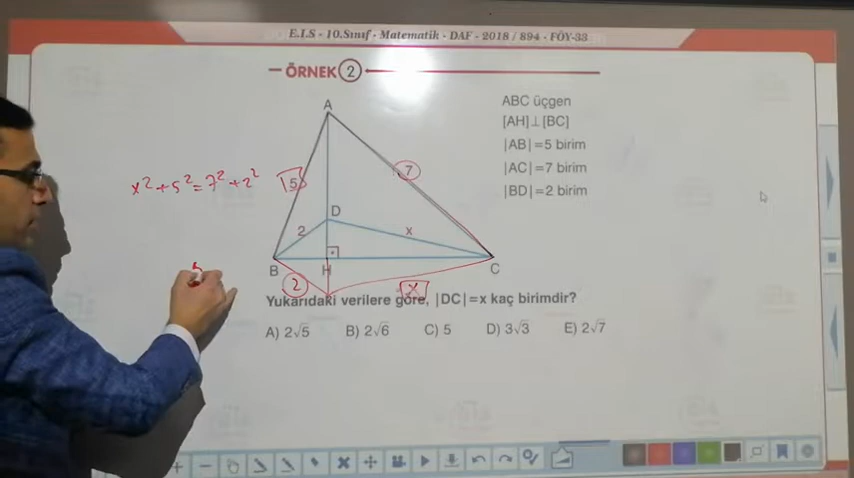 E.I.S - 10.Sınıf - Matematik - DAF - 2018 / 894 - FÖY-33
ÖRNEK 2
A
ABC üçgen
[AH]⊥[BC]
|AB|=5 birim
|AC|=7 birim
|BD|=2 birim
x²+5²=7²+2²
5
7
D
2
x
B
H
C
2
x
Yukarıdaki verilere göre, |DC|=x kaç birimdir?
A) 2√5 B) 2√6 C) 5 D) 3√3 E) 2√7